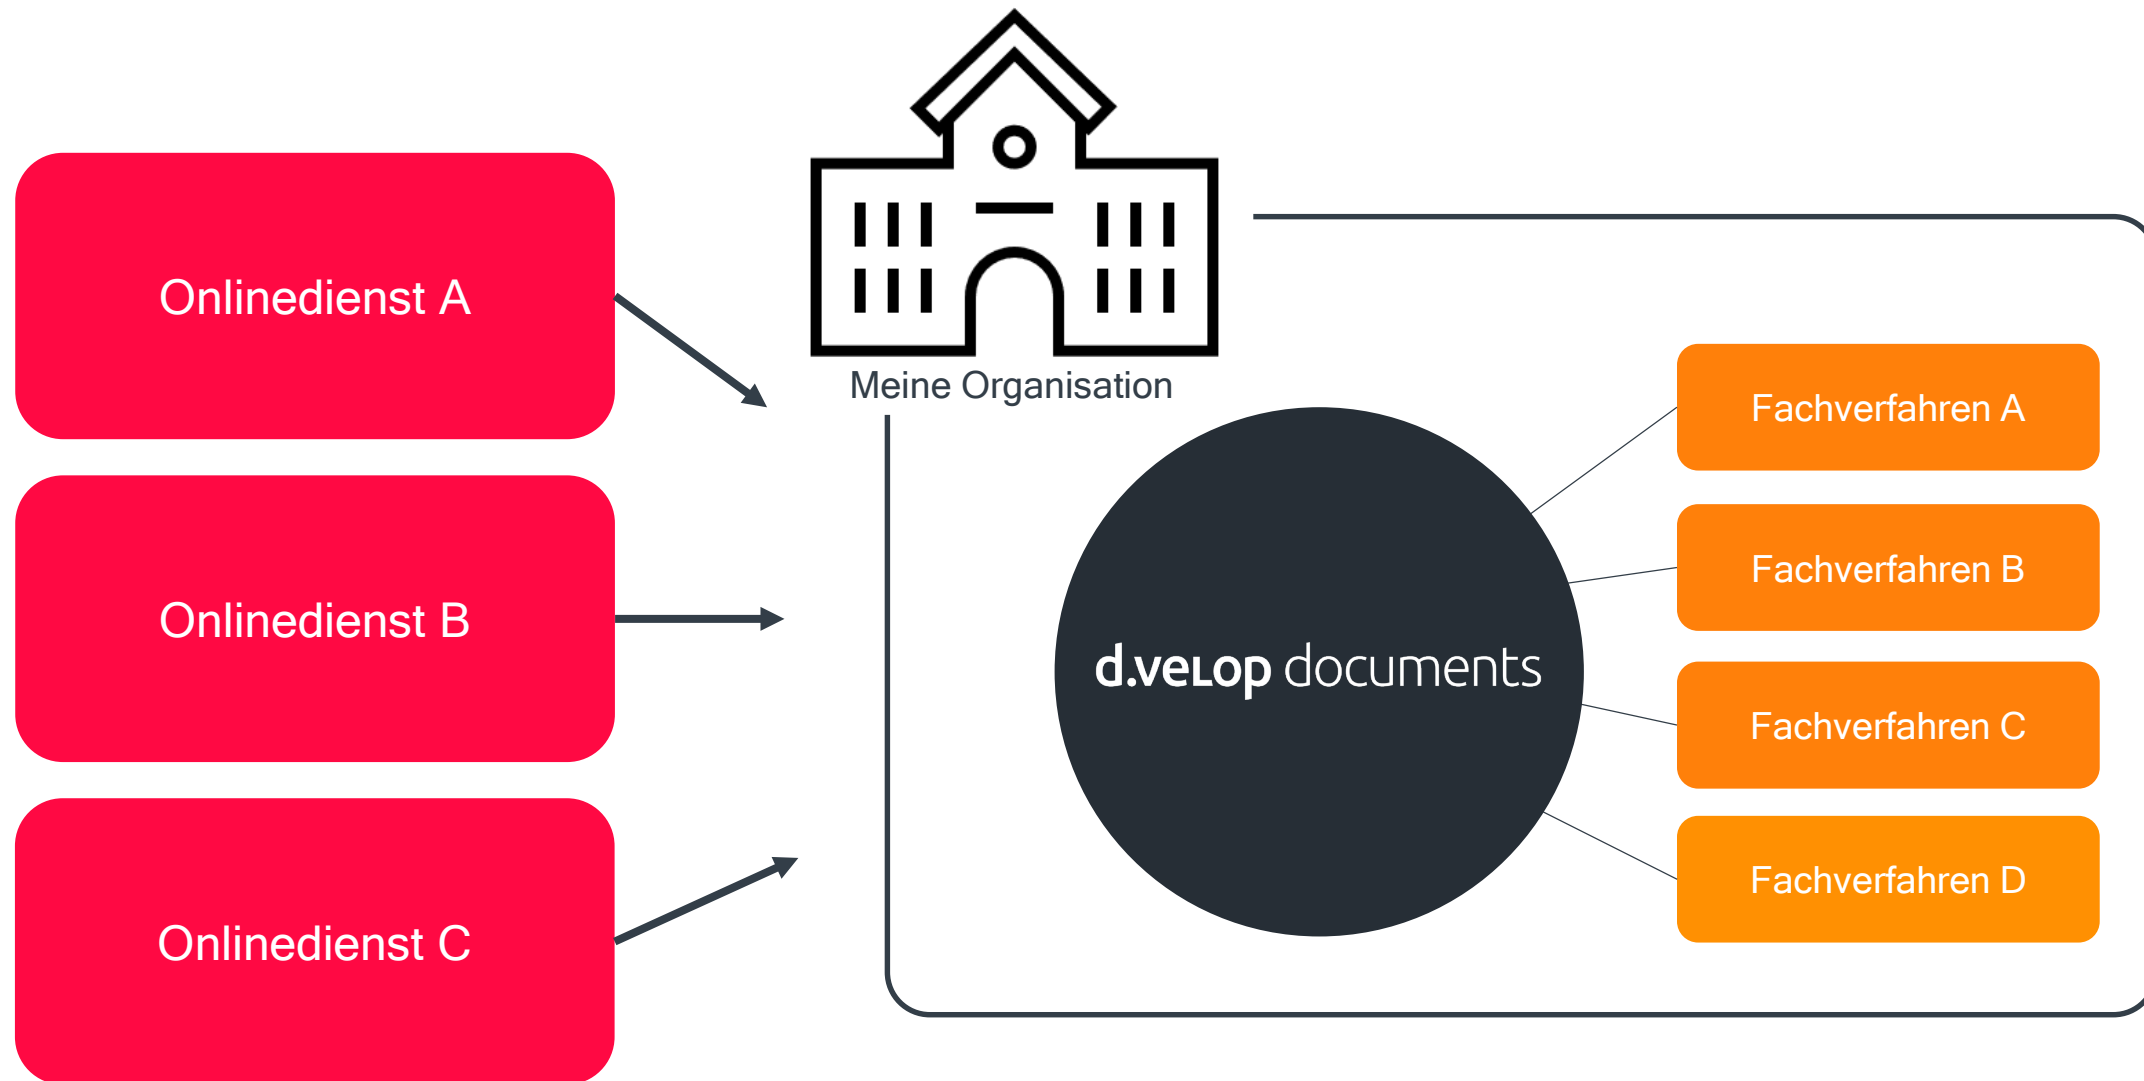 Onlinedienst A
Onlinedienst B
Onlinedienst C
Meine Organisation
d.velop documents
Fachverfahren A
Fachverfahren B
Fachverfahren C
Fachverfahren D